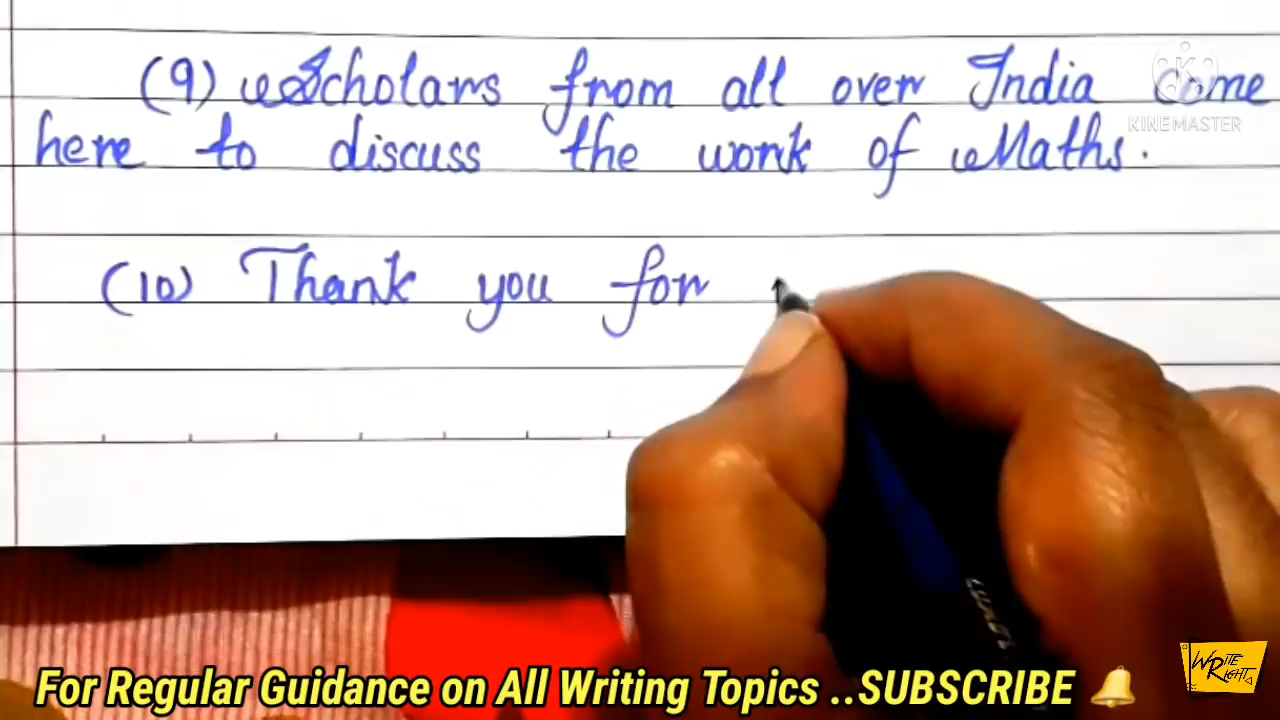 (9) Scholars from all over India come
KINEMASTER
here to discuss the work of Maths.
(10) Thank you for
For Regular Guidance on All Writing Topics ..SUBSCRIBE
WRITE RIGHT